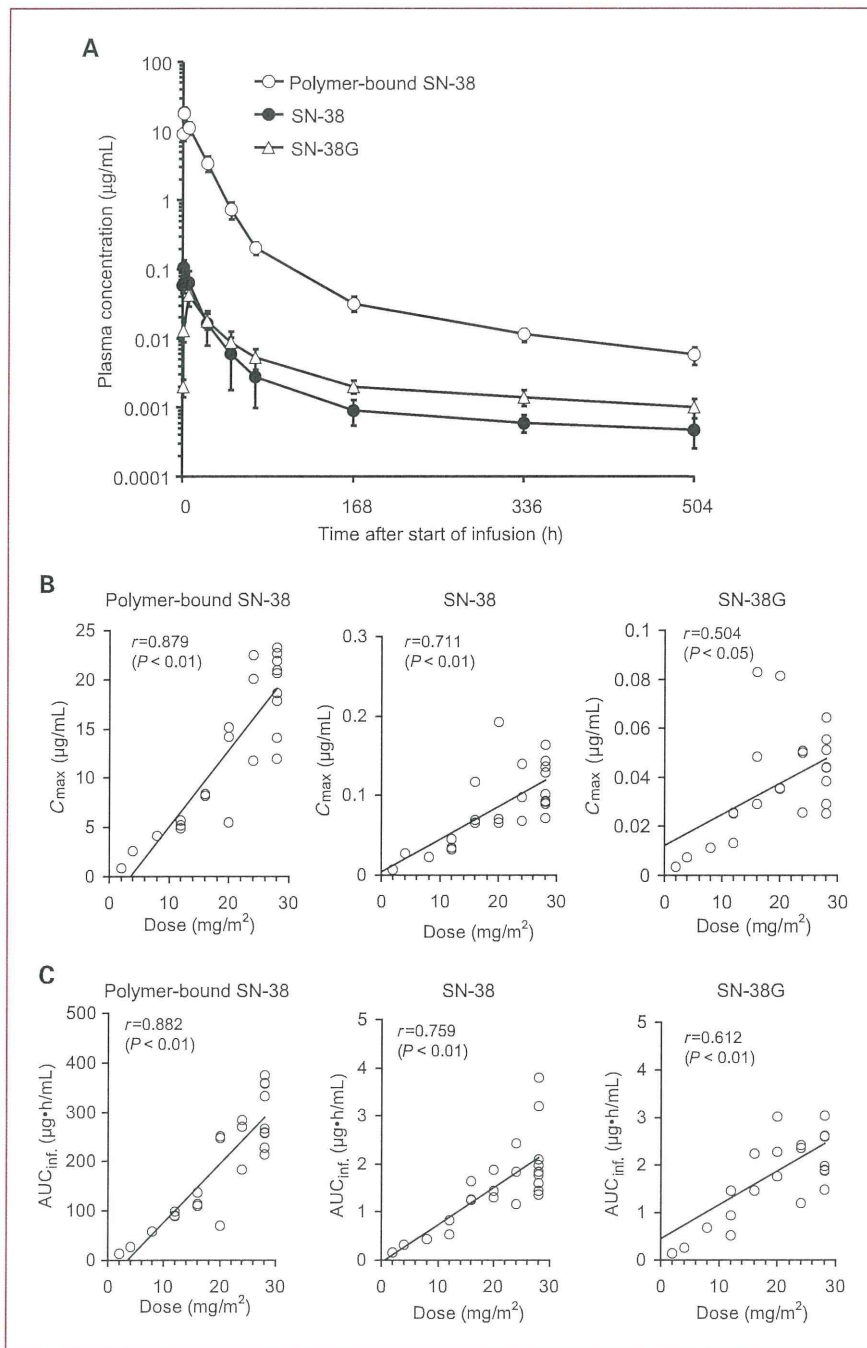 A
100
10
1
0.1
0.01
0.001
0.0001
Plasma concentration (µg/mL)
Polymer-bound SN-38
SN-38
SN-38G
0 168 336 504
Time after start of infusion (h)
B
Polymer-bound SN-38
r=0.879
(P < 0.01)
25
20
15
10
5
0
Cmax (µg/mL)
0 10 20 30
Dose (mg/m²)
SN-38
r=0.711
(P < 0.01)
0.3
0.2
0.1
0
Cmax (µg/mL)
0 10 20 30
Dose (mg/m²)
SN-38G
r=0.504
(P < 0.05)
0.1
0.08
0.06
0.04
0.02
0
Cmax (µg/mL)
0 10 20 30
Dose (mg/m²)
C
Polymer-bound SN-38
r=0.882
(P < 0.01)
500
400
300
200
100
0
AUCinf. (µg•h/mL)
0 10 20 30
Dose (mg/m²)
SN-38
r=0.759
(P < 0.01)
5
4
3
2
1
0
AUCinf. (µg•h/mL)
0 10 20 30
Dose (mg/m²)
SN-38G
r=0.612
(P < 0.01)
5
4
3
2
1
0
AUCinf. (µg•h/mL)
0 10 20 30
Dose (mg/m²)